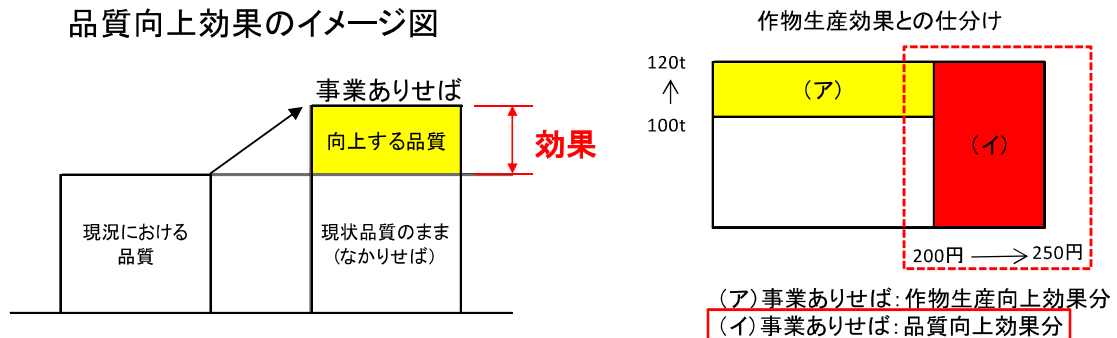 品質向上効果のイメージ図
事業ありせば
向上する品質
効果
現況における
品質
現状品質のまま
(なかりせば)
作物生産効果との仕分け
120t
100t
(ア)
(イ)
200円
250円
(ア)事業ありせば:作物生産向上効果分
(イ)事業ありせば:品質向上効果分